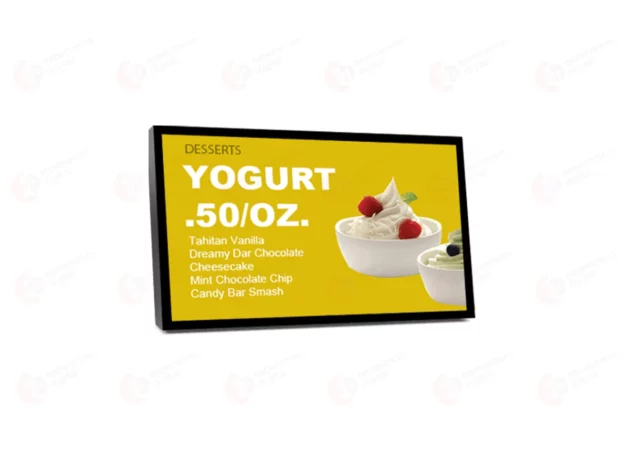 DESSERTS
YOGURT
.50/OZ.
Tahitan Vanilla
Dreamy Dar Chocolate
Cheesecake
Mint Chocolate Chip
Candy Bar Smash